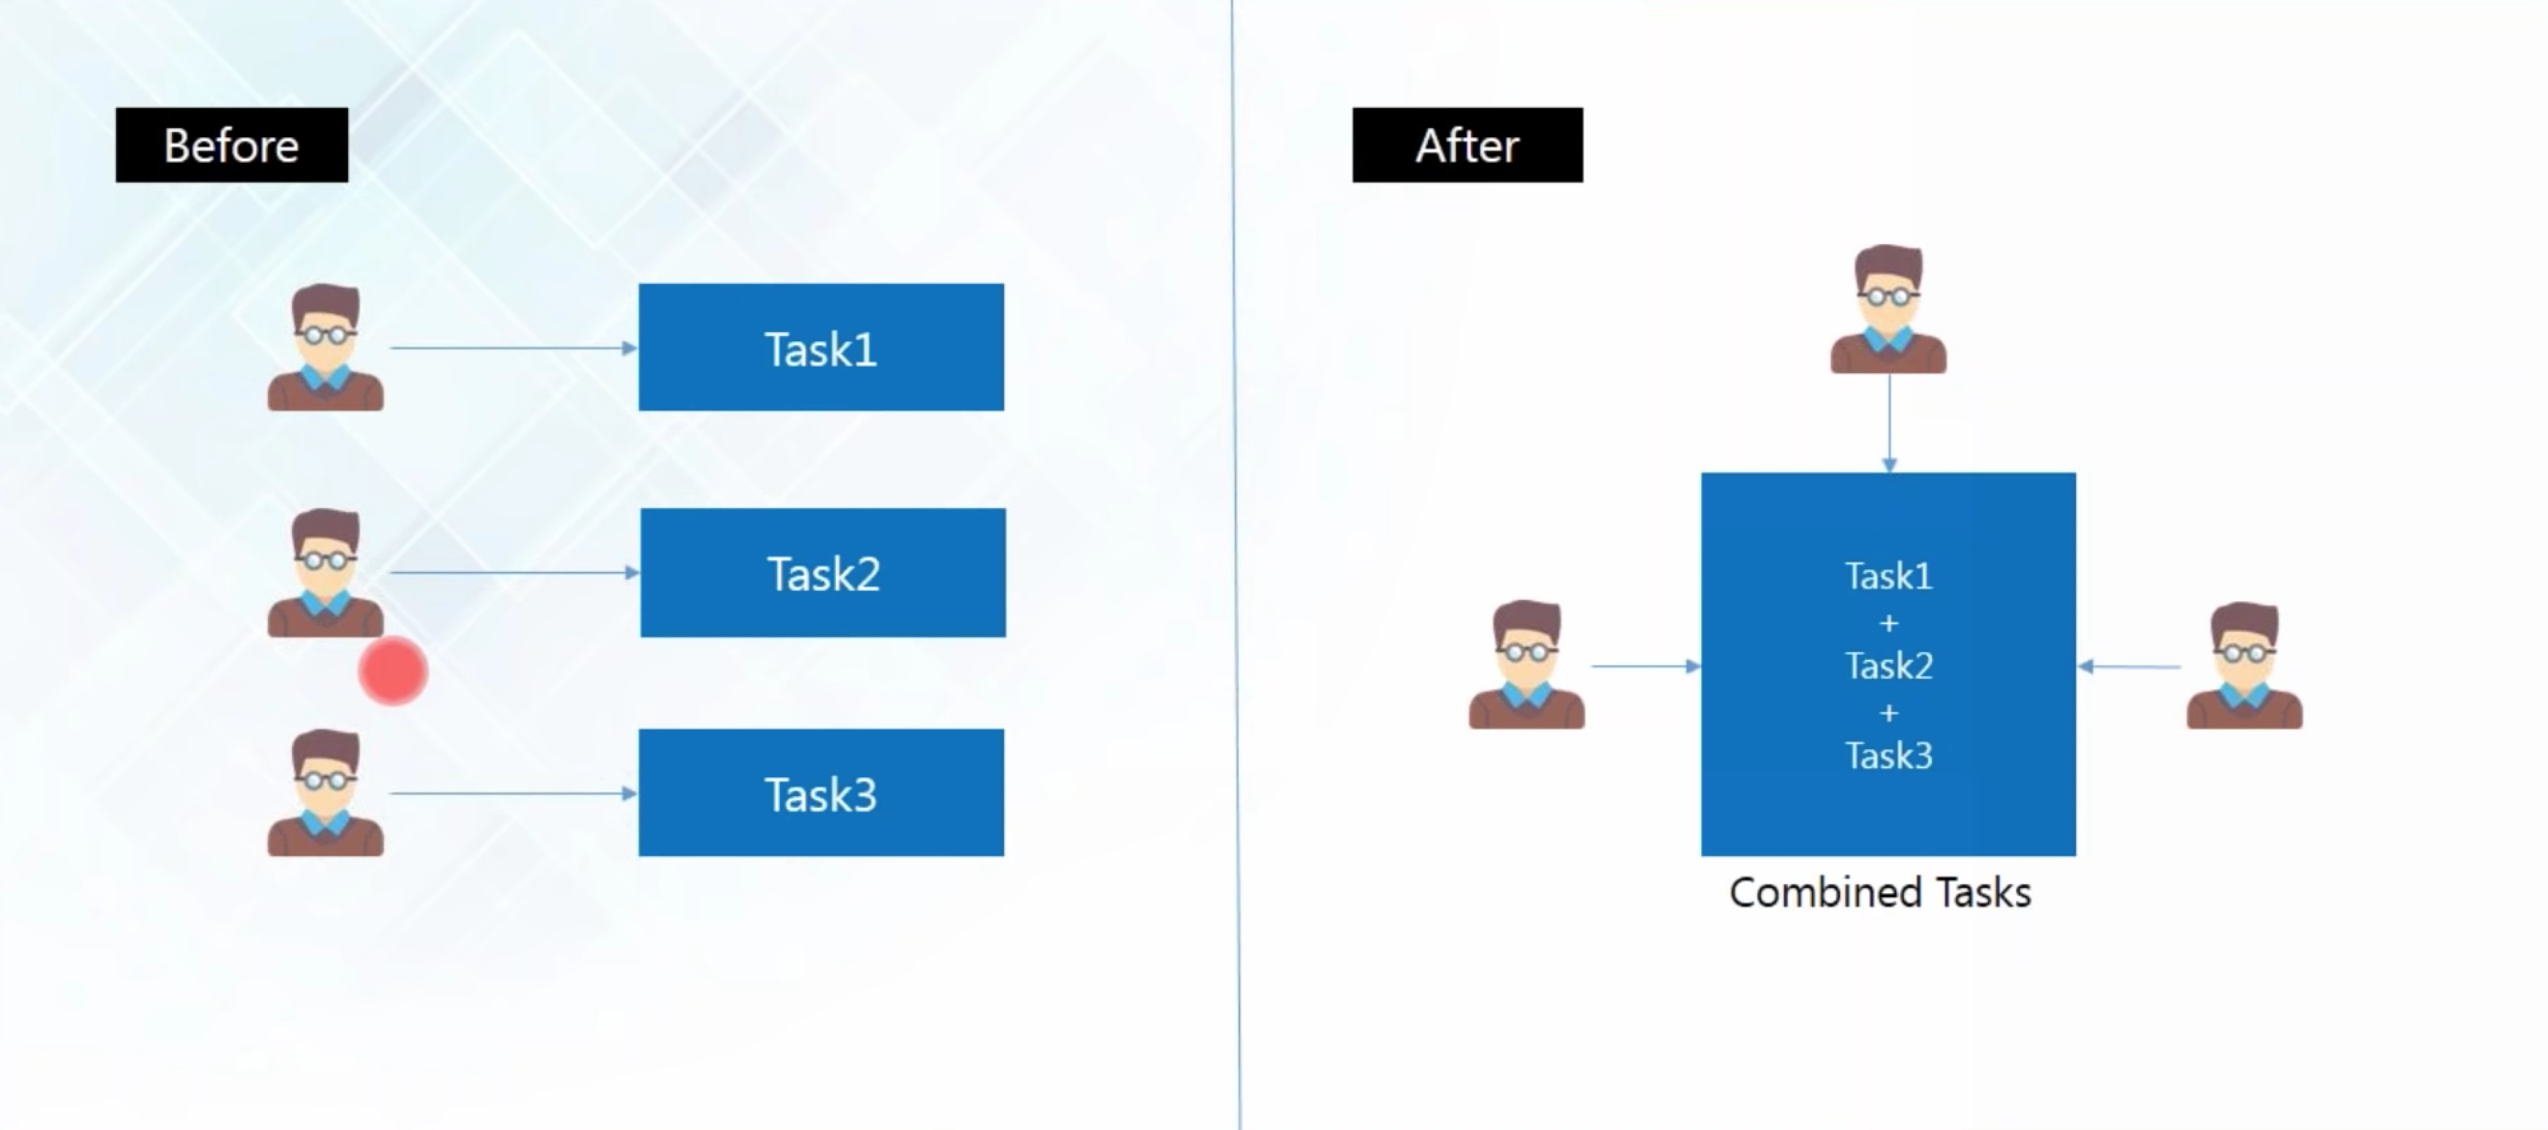 Before
Task1
Task2
Task3
After
Task1
+
Task2
+
Task3
Combined Tasks